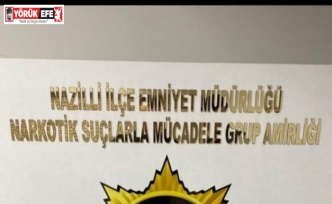 YÖRÜK EFE
NAZİLLİ İLÇE EMNİYET MÜDÜRLÜĞÜ
NARKOTİK SUÇLARLA MÜCADELE GRUP AMİRLİĞİ